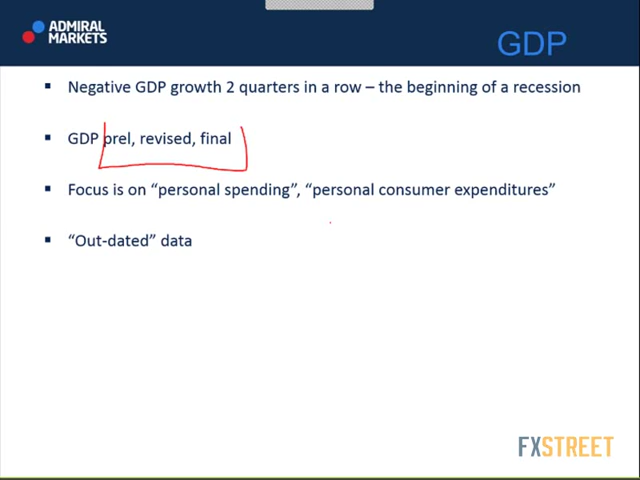 ADMIRAL
MARKETS
GDP
Negative GDP growth 2 quarters in a row – the beginning of a recession
GDP prel, revised, final
Focus is on “personal spending”, “personal consumer expenditures”
“Out-dated” data
FXSTREET